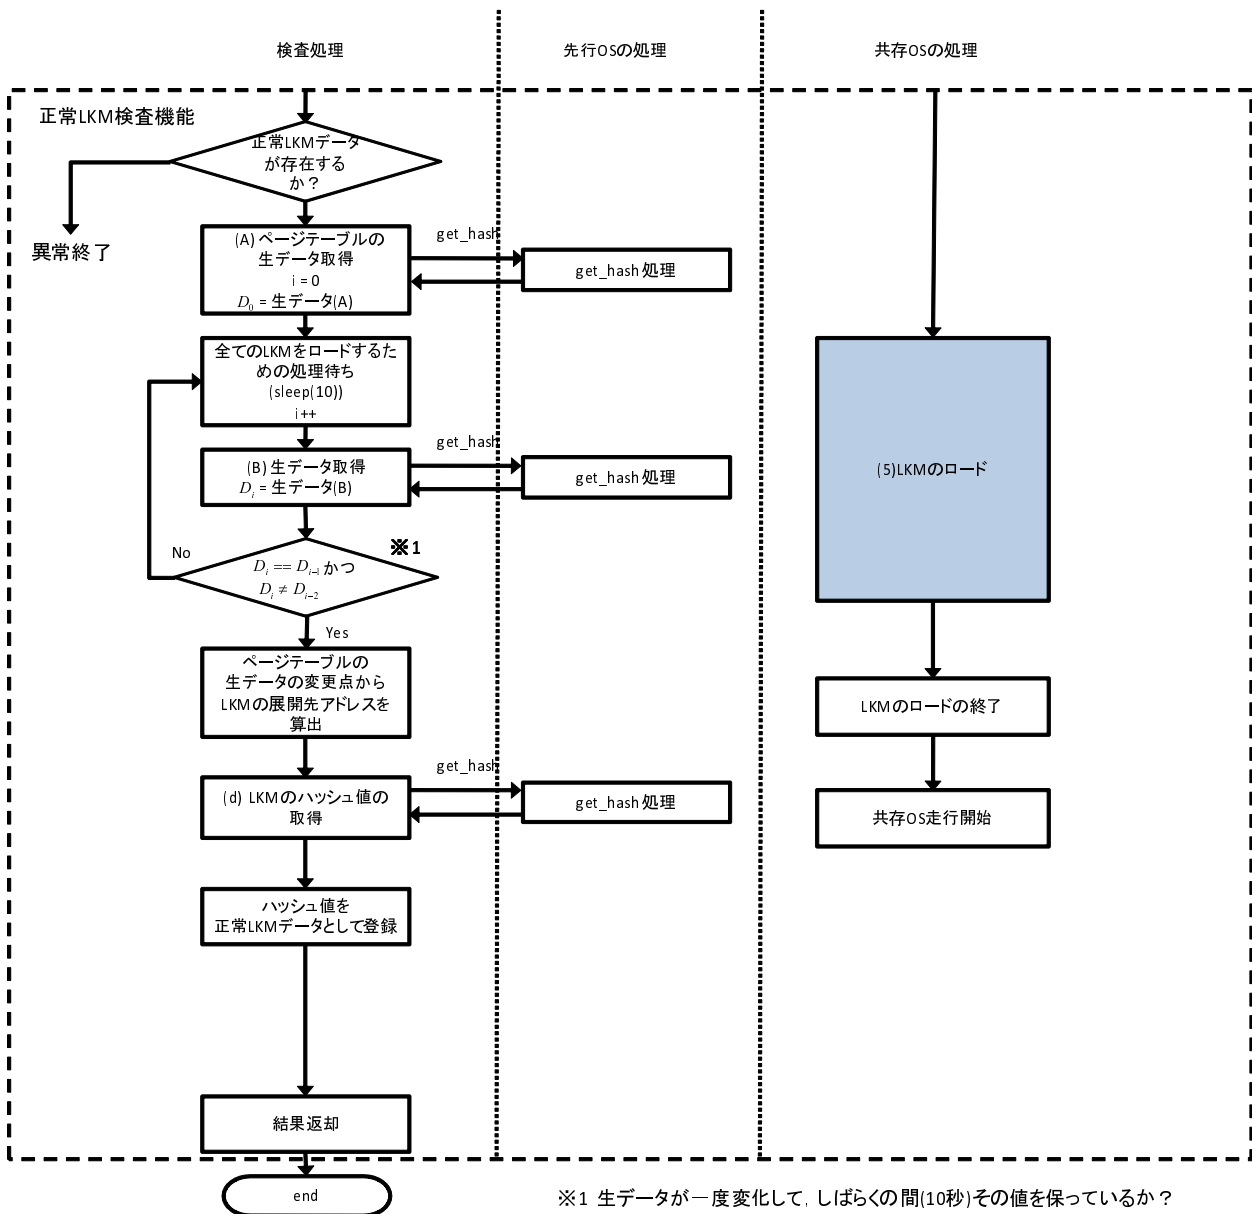 検査処理
先行OSの処理
共存OSの処理
正常LKM検査機能
正常LKMデータ
が存在する
か？
異常終了
(A) ページテーブルの
生データ取得
i = 0
D₀ = 生データ(A)
get_hash
get_hash 処理
全てのLKMをロードするた
めの処理待ち
(sleep(10))
i++
(B) 生データ取得
Dᵢ = 生データ(B)
get_hash
get_hash 処理
(5)LKMのロード
No
※1
Dᵢ == Dᵢ₋₁ かつ
Dᵢ ≠ Dᵢ₋₂
Yes
ページテーブルの
生データの変更点から
LKMの展開先アドレスを
算出
LKMのロードの終了
(d) LKMのハッシュ値の
取得
get_hash
get_hash 処理
共存OS走行開始
ハッシュ値を
正常LKMデータとして登録
結果返却
end
※1 生データが一度変化して，しばらくの間(10秒)その値を保っているか？